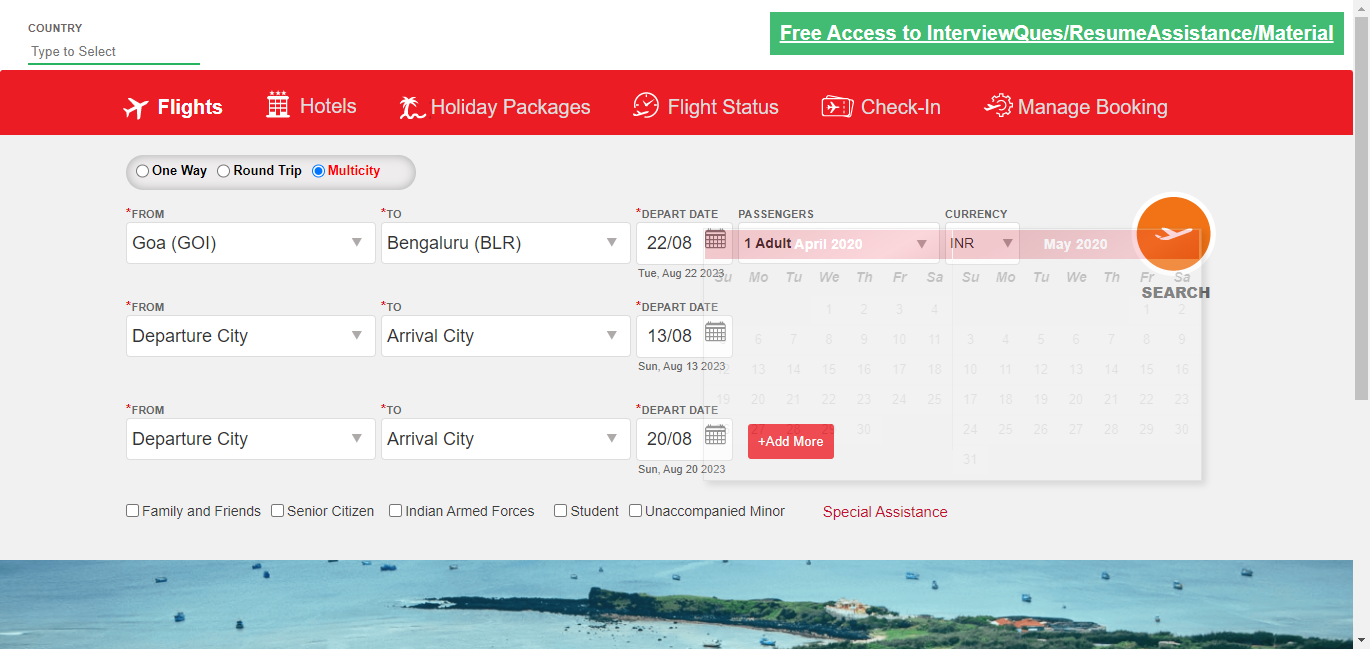 COUNTRY
Type to Select
Free Access to InterviewQues/ResumeAssistance/Material
Flights Hotels Holiday Packages Flight Status Check-In Manage Booking
One Way Round Trip Multicity
*FROM *TO *DEPART DATE PASSENGERS CURRENCY
Goa (GOI) Bengaluru (BLR) 22/08 1 Adult April 2020 INR May 2020
Tue, Aug 22 2023
Su Mo Tu We Th Fr Sa Su Mo Tu We Th Fr Sa
SEARCH
*FROM *TO *DEPART DATE 1 2 3 4 1 2
Departure City Arrival City 13/08 6 7 8 9 10 11 3 4 5 6 7 8 9
Sun, Aug 13 2023 13 14 15 16 17 18 10 11 12 13 14 15 16
19 20 21 22 23 24 25 17 18 19 20 21 22 23
*FROM *TO *DEPART DATE
Departure City Arrival City 20/08 27 28 29 30 24 25 26 27 28 29 30
+Add More
31
Sun, Aug 20 2023
Family and Friends Senior Citizen Indian Armed Forces Student Unaccompanied Minor Special Assistance